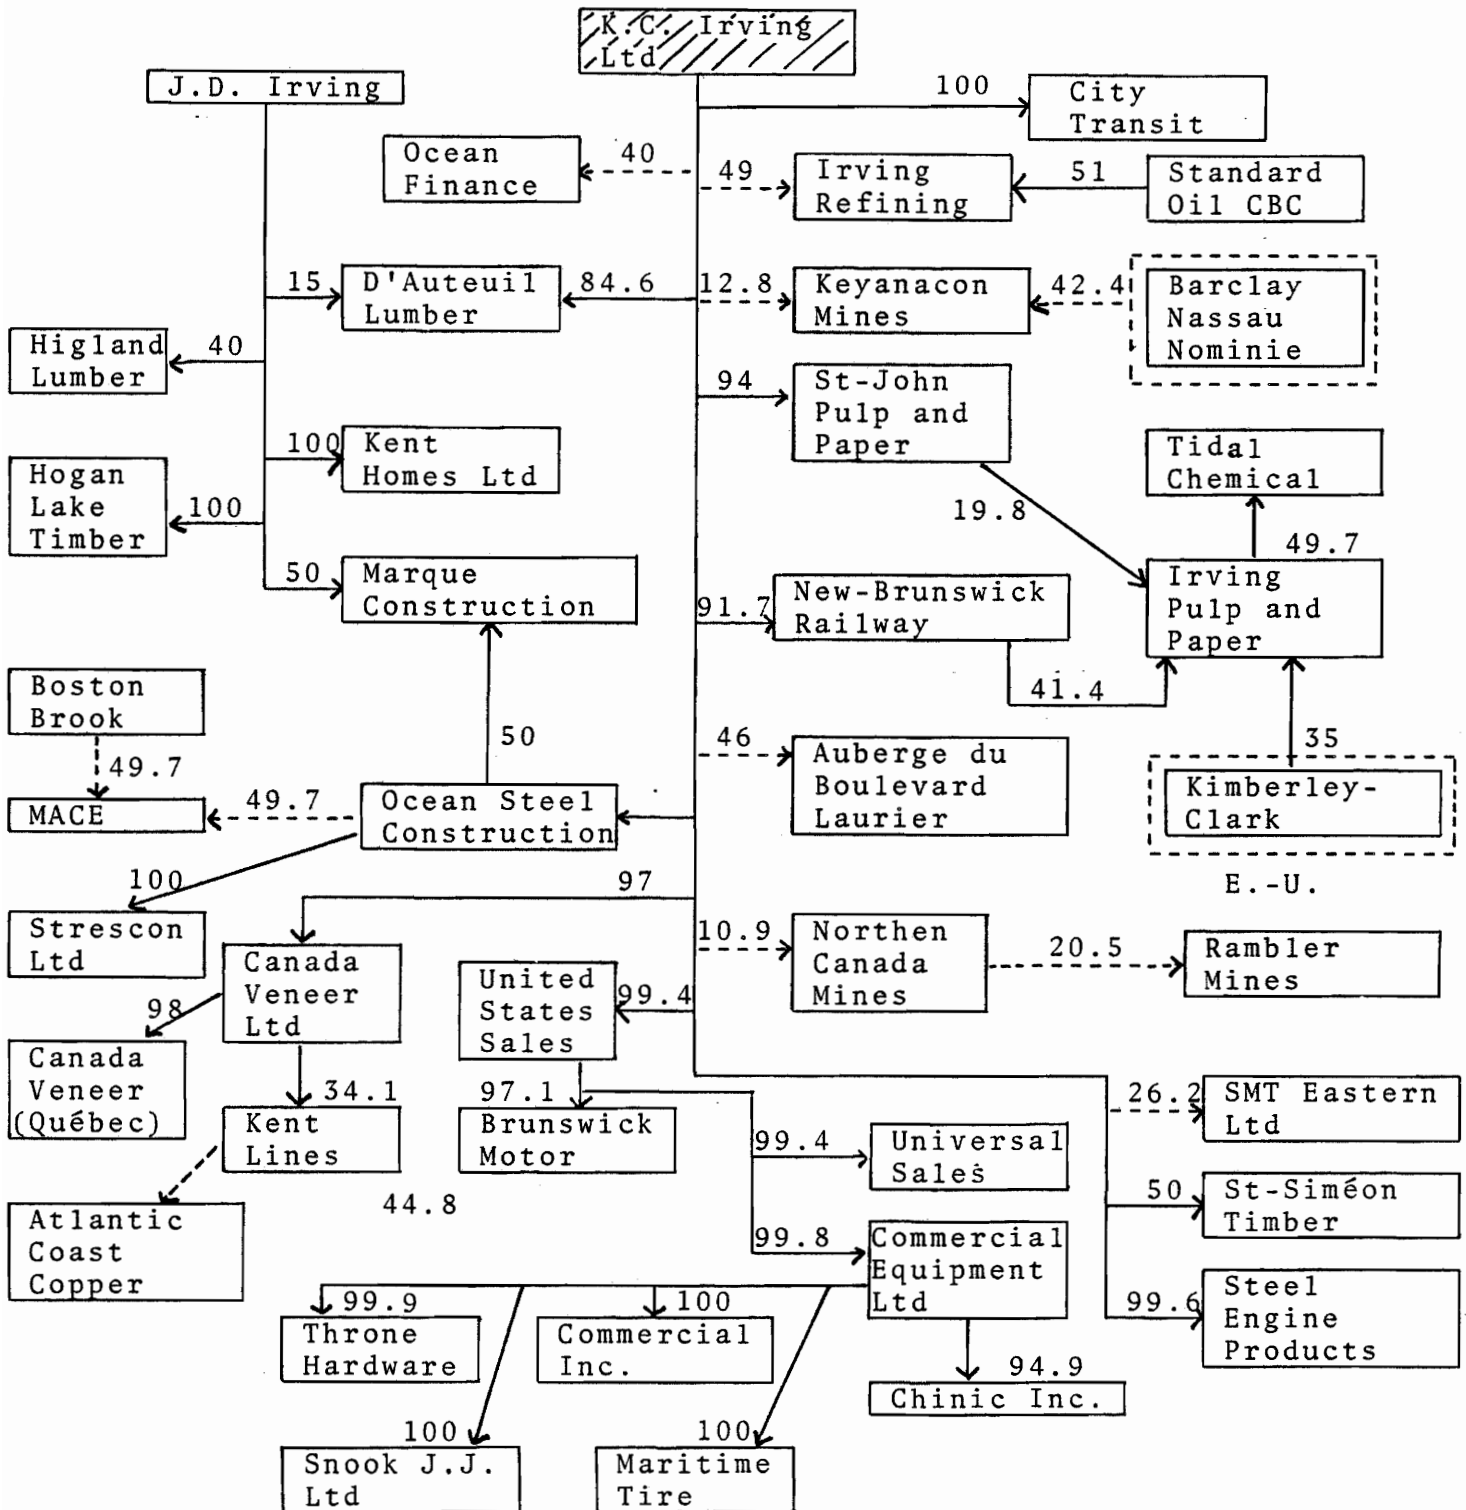 K.C. Irving
Ltd
J.D. Irving
100
City
Transit
Ocean
Finance
40
49
Irving
Refining
51
Standard
Oil CBC
15
D'Auteuil
Lumber
84.6
12.8
Keyanacon
Mines
42.4
Barclay
Nassau
Nominie
Higland
Lumber
40
94
St-John
Pulp and
Paper
100
Kent
Homes Ltd
Tidal
Chemical
Hogan
Lake
Timber
100
19.8
49.7
50
Marque
Construction
91.7
New-Brunswick
Railway
Irving
Pulp and
Paper
41.4
Boston
Brook
49.7
50
46
Auberge du
Boulevard
Laurier
35
Kimberley-
Clark
E.-U.
MACE
49.7
Ocean Steel
Construction
100
97
Strescon
Ltd
Canada
Veneer
Ltd
10.9
Northen
Canada
Mines
20.5
Rambler
Mines
United
States
Sales
99.4
98
Canada
Veneer
(Québec)
34.1
Kent
Lines
97.1
Brunswick
Motor
26.2
SMT Eastern
Ltd
99.4
Universal
Sales
44.8
Atlantic
Coast
Copper
50
St-Siméon
Timber
99.8
Commercial
Equipment
Ltd
99.6
Steel
Engine
Products
99.9
Throne
Hardware
100
Commercial
Inc.
94.9
Chinic Inc.
100
Snook J.J.
Ltd
100
Maritime
Tire